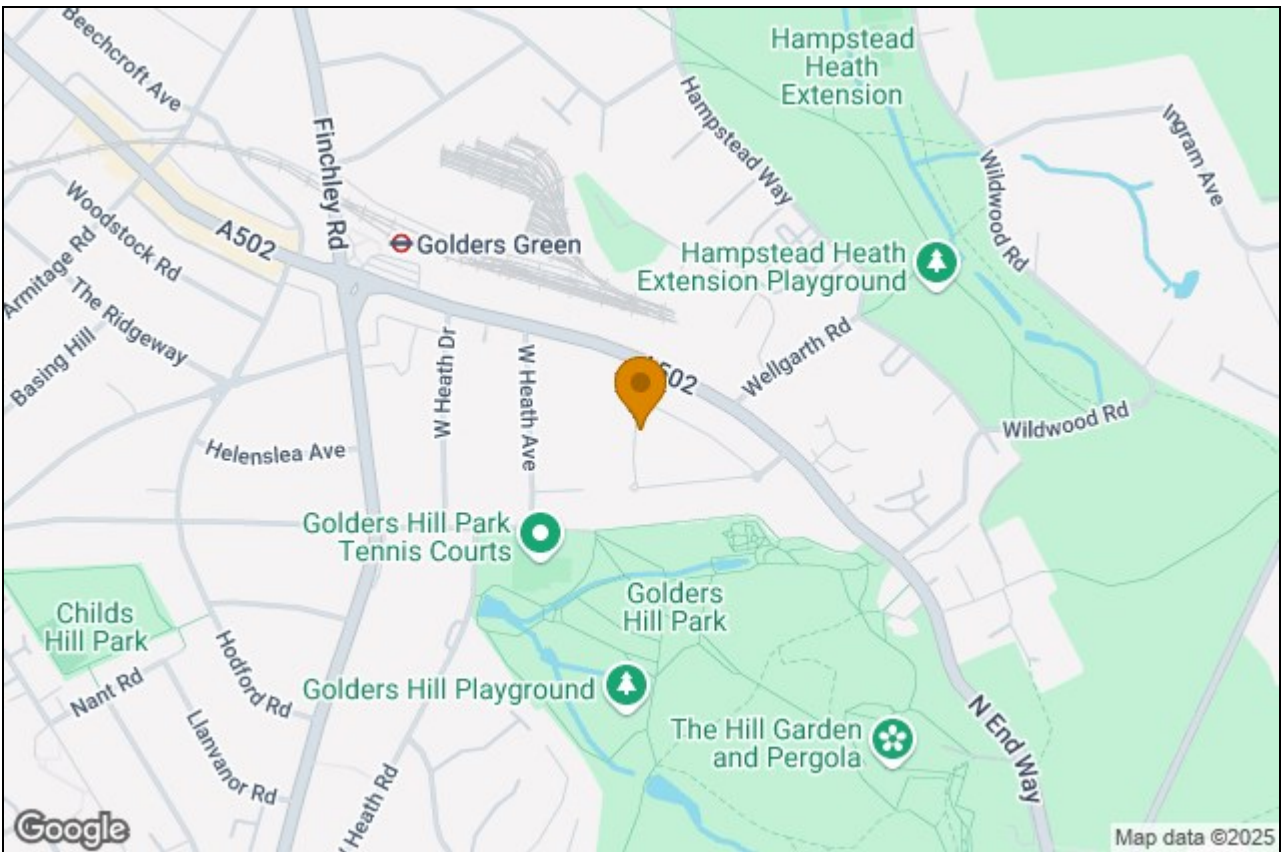 Beechcroft Ave
Finchley Rd
Hampstead
Heath
Extension
Hampstead Way
Ingram Ave
Wildwood Rd
Woodstock Rd
A502
Golders Green
Armitage Rd
The Ridgeway
Basing Hill
Hampstead Heath
Extension Playground
W Heath Dr
W Heath Ave
Wellgarth Rd
Wildwood Rd
Helenslea Ave
Golders Hill Park
Tennis Courts
Golders
Hill Park
Childs
Hill Park
Hodford Rd
Nant Rd
Llanvanor Rd
Golders Hill Playground
The Hill Garden
and Pergola
N End Way
Heath Rd
Google
Map data ©2025